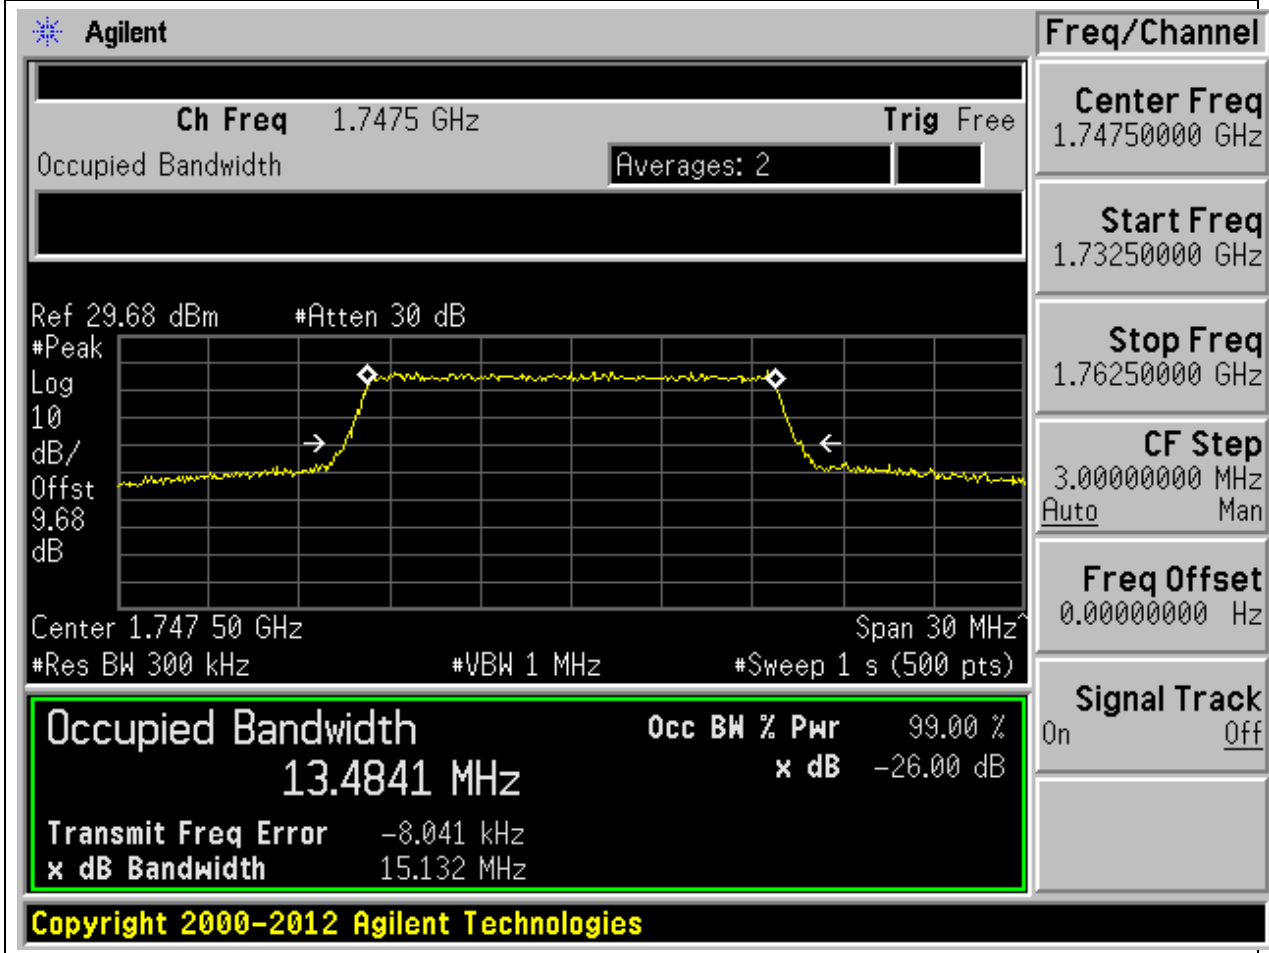 Agilent
Freq/Channel
Ch Freq 1.7475 GHz Trig Free
Occupied Bandwidth Averages: 2
Center Freq
1.74750000 GHz
Start Freq
1.73250000 GHz
Stop Freq
1.76250000 GHz
CF Step
3.00000000 MHz
Auto Man
Freq Offset
0.00000000 Hz
Signal Track
On Off
Ref 29.68 dBm #Atten 30 dB
#Peak
Log
10
dB/
Offst
9.68
dB
Center 1.747 50 GHz Span 30 MHz^
#Res BW 300 kHz #VBW 1 MHz #Sweep 1 s (500 pts)
Occupied Bandwidth Occ BW % Pwr 99.00 %
13.4841 MHz x dB -26.00 dB
Transmit Freq Error -8.041 kHz
x dB Bandwidth 15.132 MHz
Copyright 2000-2012 Agilent Technologies